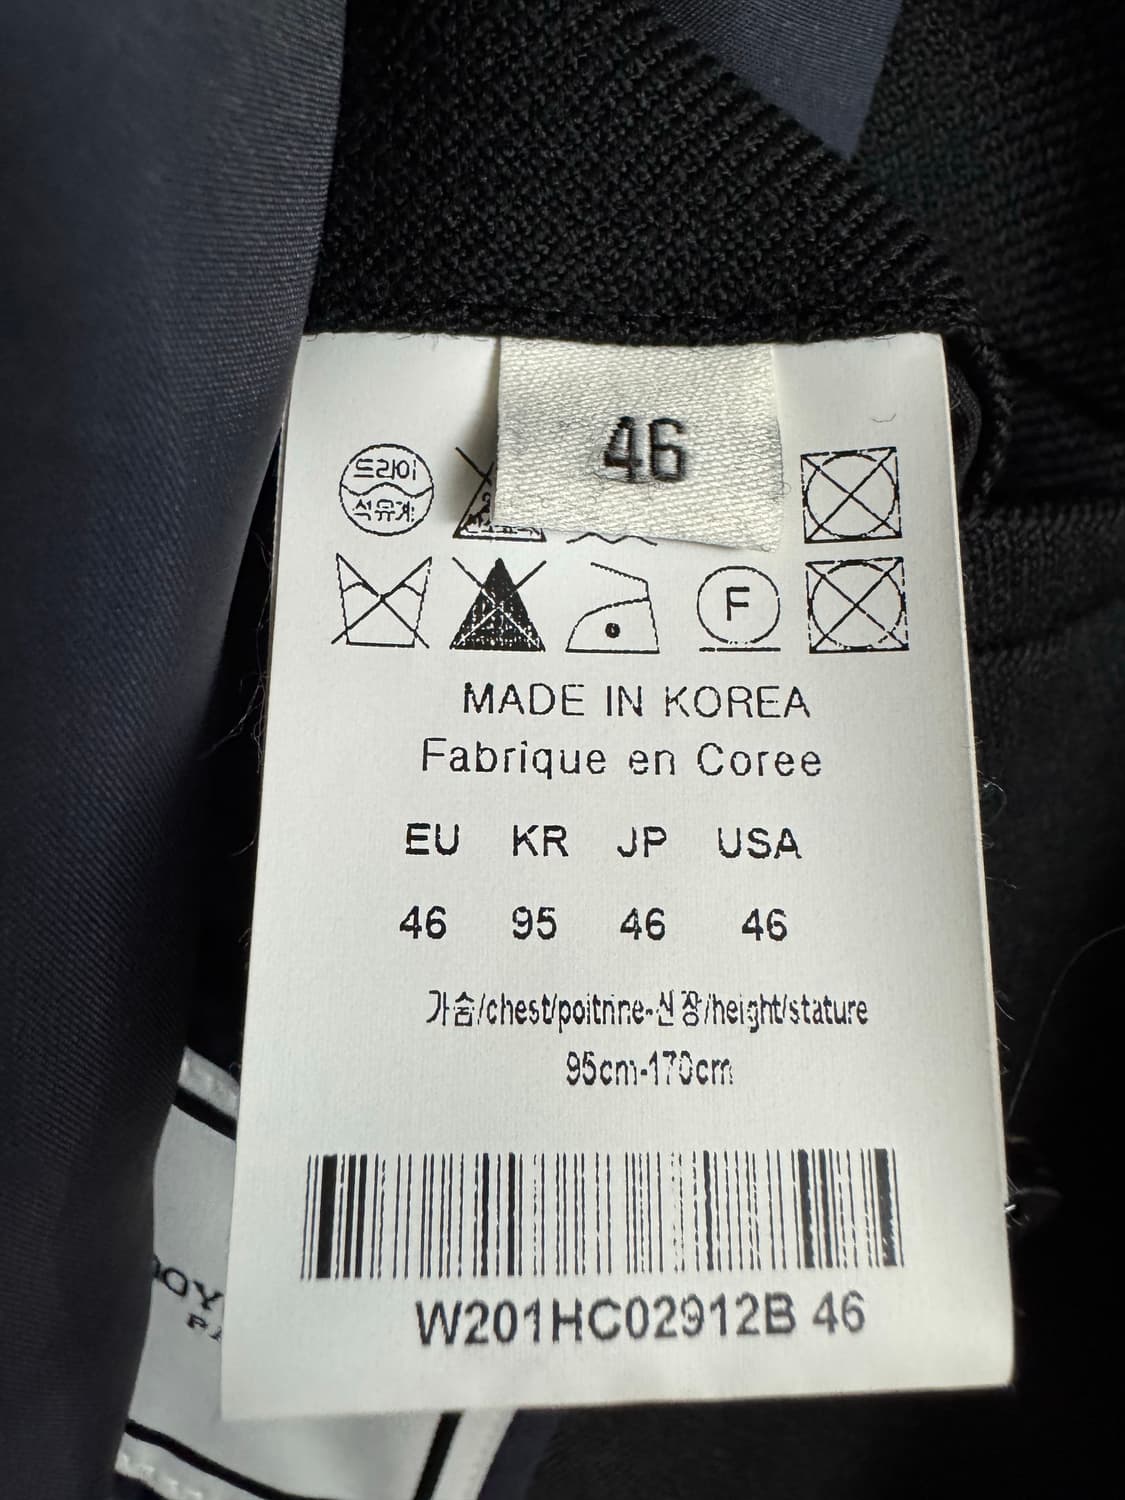 46
드라이
석유계
F
MADE IN KOREA
Fabrique en Coree
EU KR JP USA
46 95 46 46
가슴/chest/poitrine-신장/height/stature
95cm-170cm
W201HC02912B 46